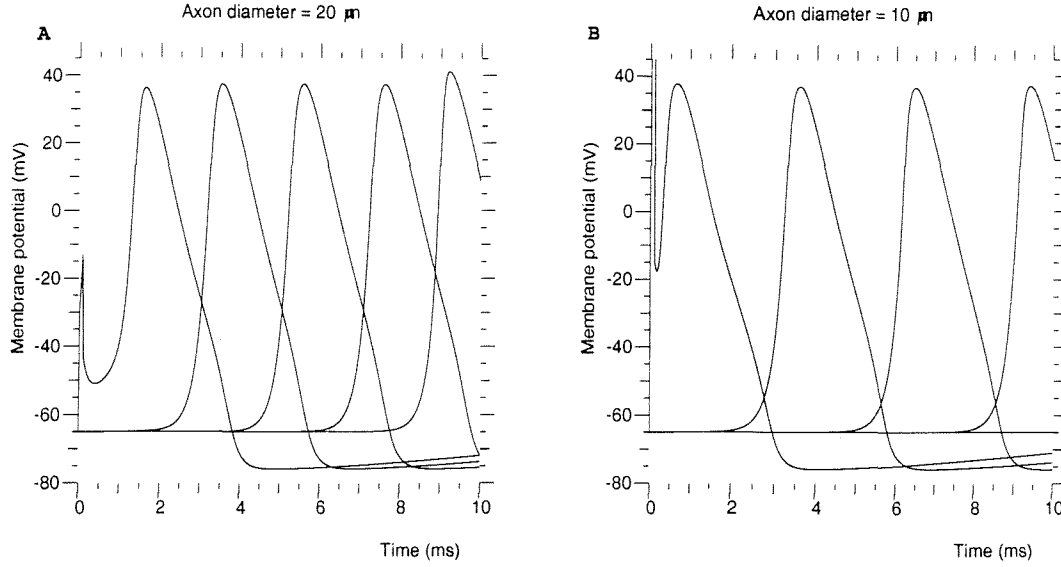 Axon diameter = 20 µm
A
Membrane potential (mV)
40
20
0
-20
-40
-60
-80
0 2 4 6 8 10
Time (ms)
Axon diameter = 10 µm
B
Membrane potential (mV)
40
20
0
-20
-40
-60
-80
0 2 4 6 8 10
Time (ms)